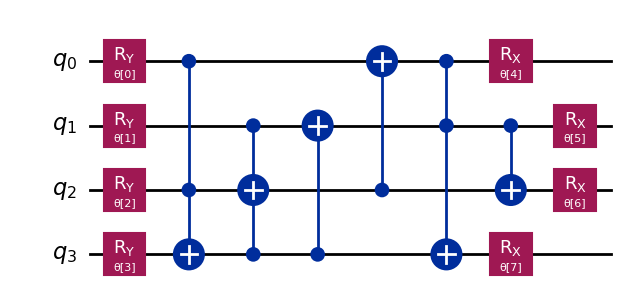 q0 RY θ[0] RX θ[4]
q1 RY θ[1] RX θ[5]
q2 RY θ[2] RX θ[6]
q3 RY θ[3] RX θ[7]